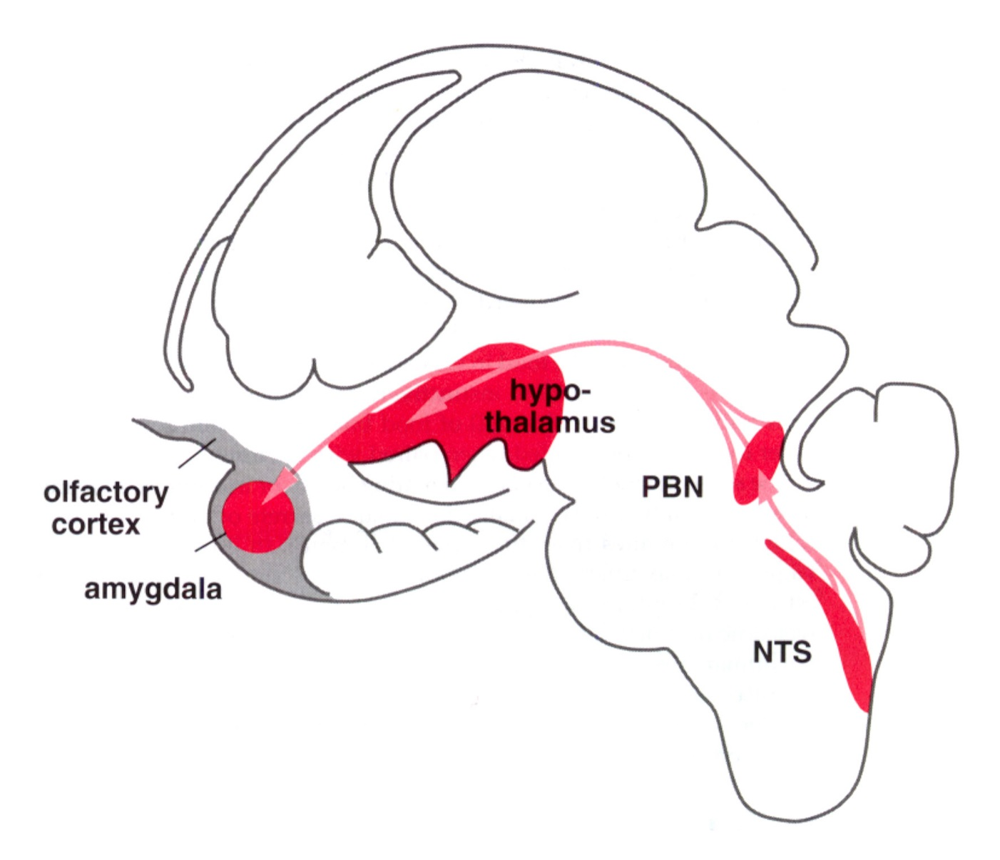 hypo-
thalamus
PBN
olfactory
cortex
amygdala
NTS